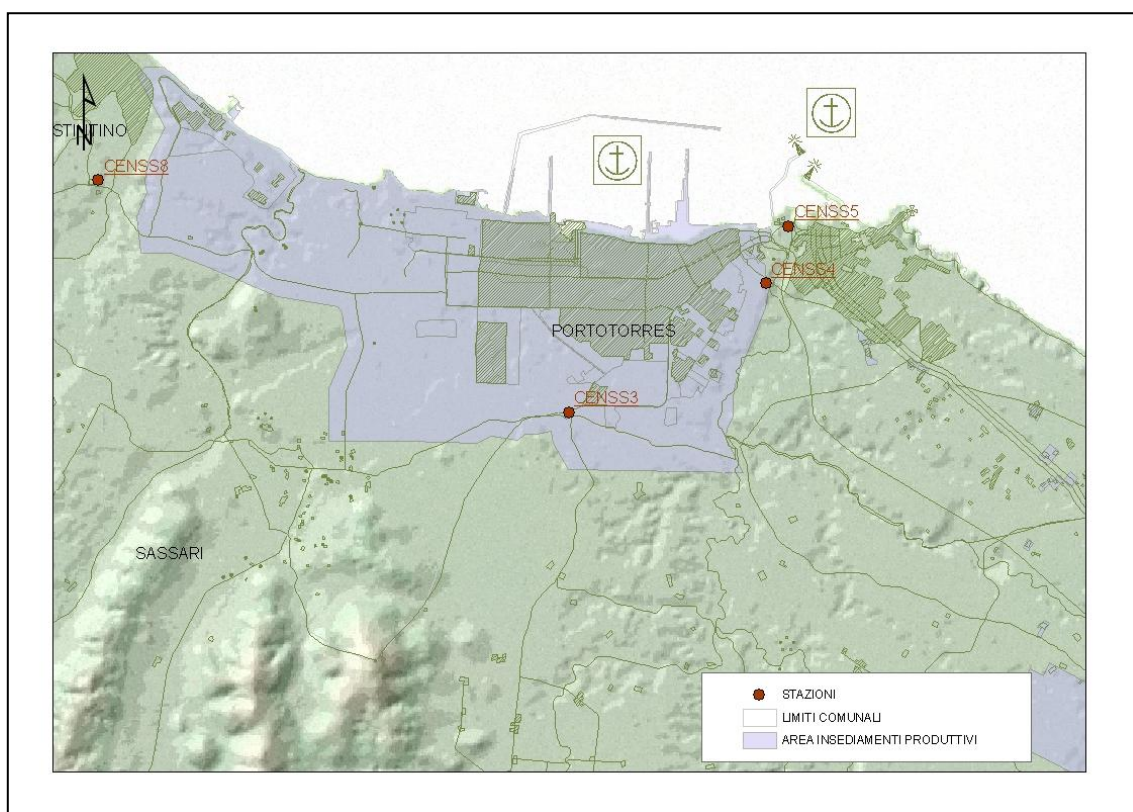 STINTINO
N
CENSS8
CENSS5
CENSS4
PORTOTORRES
CENSS3
SASSARI
STAZIONI
LIMITI COMUNALI
AREA INSEDIAMENTI PRODUTTIVI